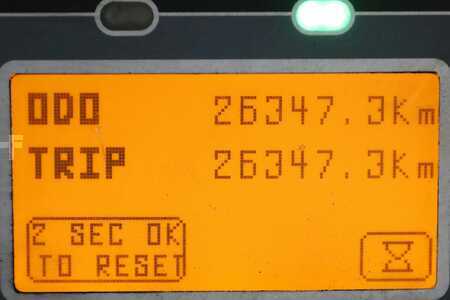 ODO 26347.3Km
TRIP 26347.3Km
2 SEC OK
TO RESET